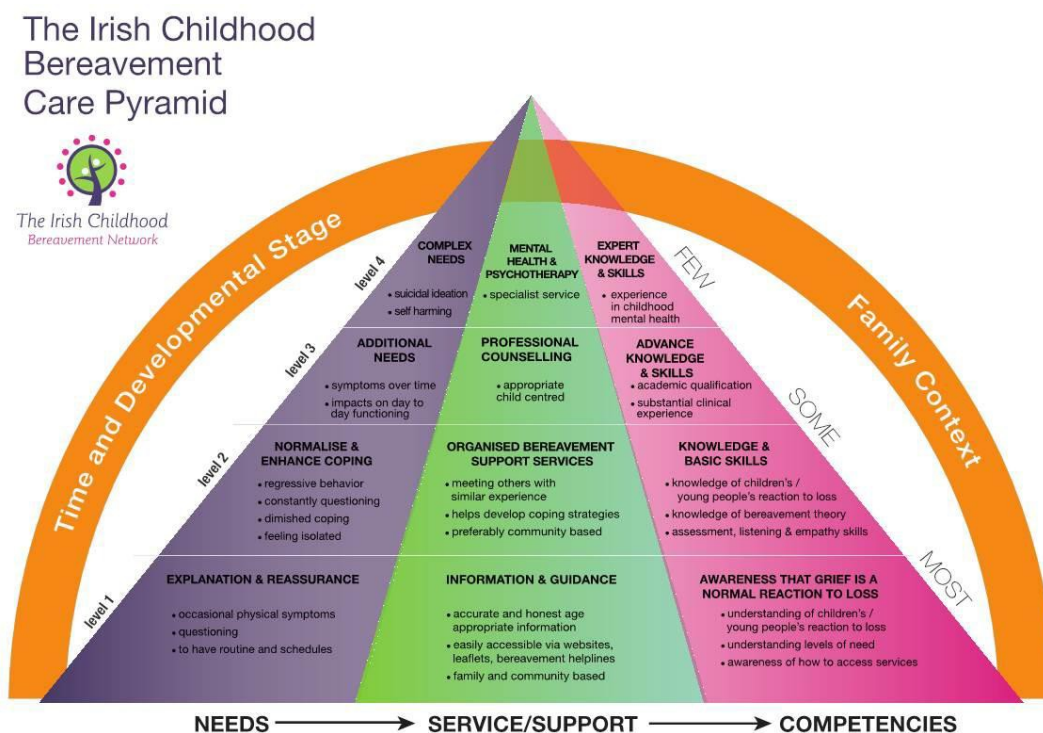 The Irish Childhood
Bereavement
Care Pyramid
The Irish Childhood
Bereavement Network
Time and Developmental Stage
Family Context
level 4
COMPLEX
NEEDS
• suicidal ideation
• self harming
MENTAL
HEALTH &
PSYCHOTHERAPY
• specialist service
EXPERT
KNOWLEDGE
& SKILLS
• experience
in childhood
mental health
FEW
level 3
ADDITIONAL
NEEDS
• symptoms over time
• impacts on day to
day functioning
PROFESSIONAL
COUNSELLING
• appropriate
child centred
ADVANCE
KNOWLEDGE
& SKILLS
• academic qualification
• substantial clinical
experience
SOME
level 2
NORMALISE &
ENHANCE COPING
• regressive behavior
• constantly questioning
• dimished coping
• feeling isolated
ORGANISED BEREAVEMENT
SUPPORT SERVICES
• meeting others with
similar experience
• helps develop coping strategies
• preferably community based
KNOWLEDGE &
BASIC SKILLS
• knowledge of children's /
young people's reaction to loss
• knowledge of bereavement theory
• assessment, listening & empathy skills
MOST
level 1
EXPLANATION & REASSURANCE
• occasional physical symptoms
• questioning
• to have routine and schedules
INFORMATION & GUIDANCE
• accurate and honest age
appropriate information
• easily accessible via websites,
leaflets, bereavement helplines
• family and community based
AWARENESS THAT GRIEF IS A
NORMAL REACTION TO LOSS
• understanding of children's /
young people's reaction to loss
• understanding levels of need
• awareness of how to access services
NEEDS
SERVICE/SUPPORT
COMPETENCIES